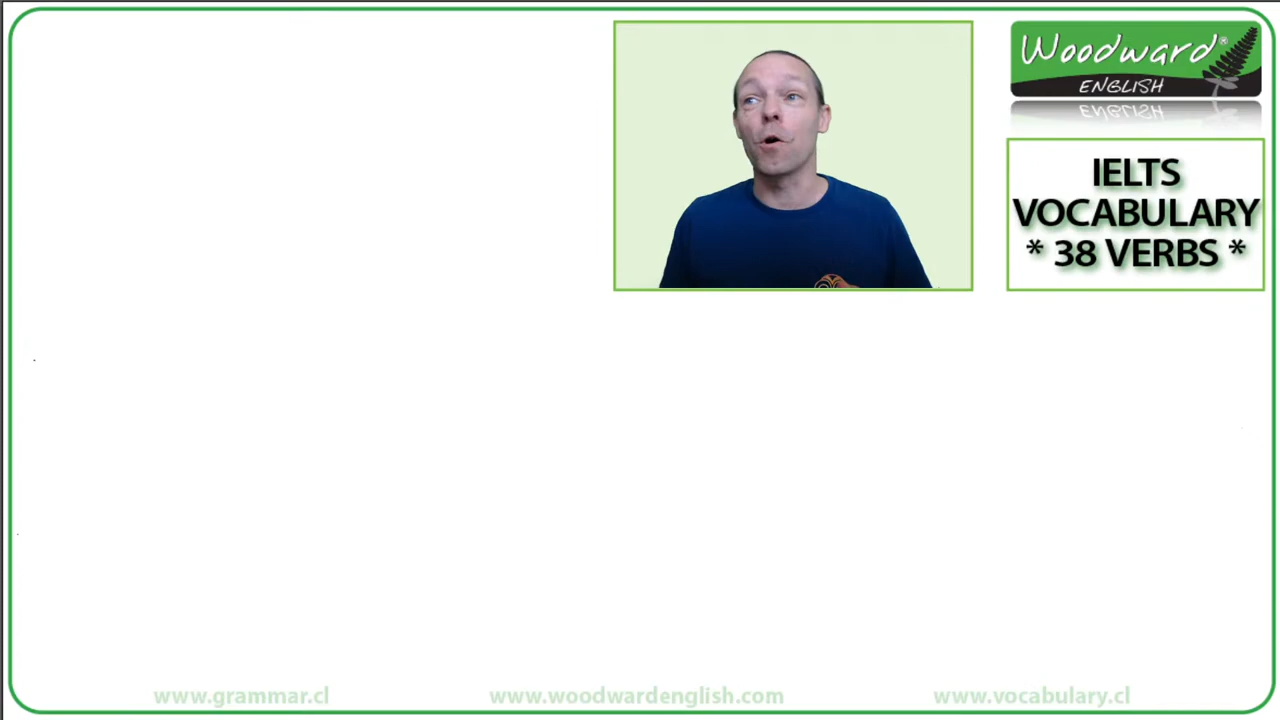 Woodward®
ENGLISH
IELTS
VOCABULARY
* 38 VERBS *
www.grammar.cl
www.woodwardenglish.com
www.vocabulary.cl